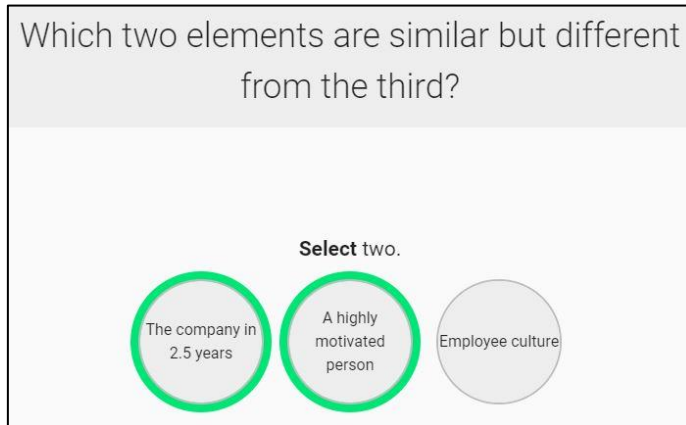 Which two elements are similar but different
from the third?
Select two.
The company in
2.5 years
A highly
motivated
person
Employee culture